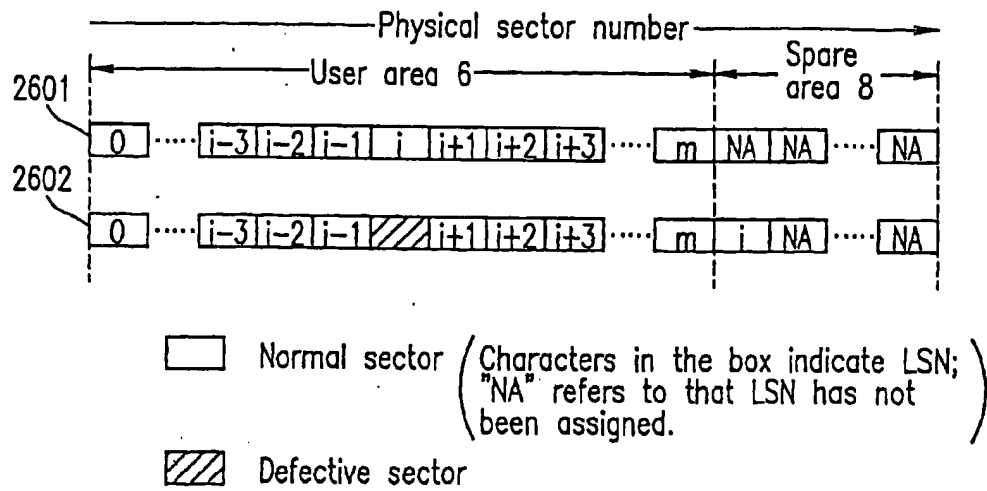 Physical sector number
User area 6
Spare area 8
2601
0 ..... i-3 i-2 i-1 i i+1 i+2 i+3 ..... m NA NA ..... NA
2602
0 ..... i-3 i-2 i-1 i+1 i+2 i+3 ..... m i NA ..... NA
Normal sector (Characters in the box indicate LSN;
"NA" refers to that LSN has not
been assigned.)
Defective sector